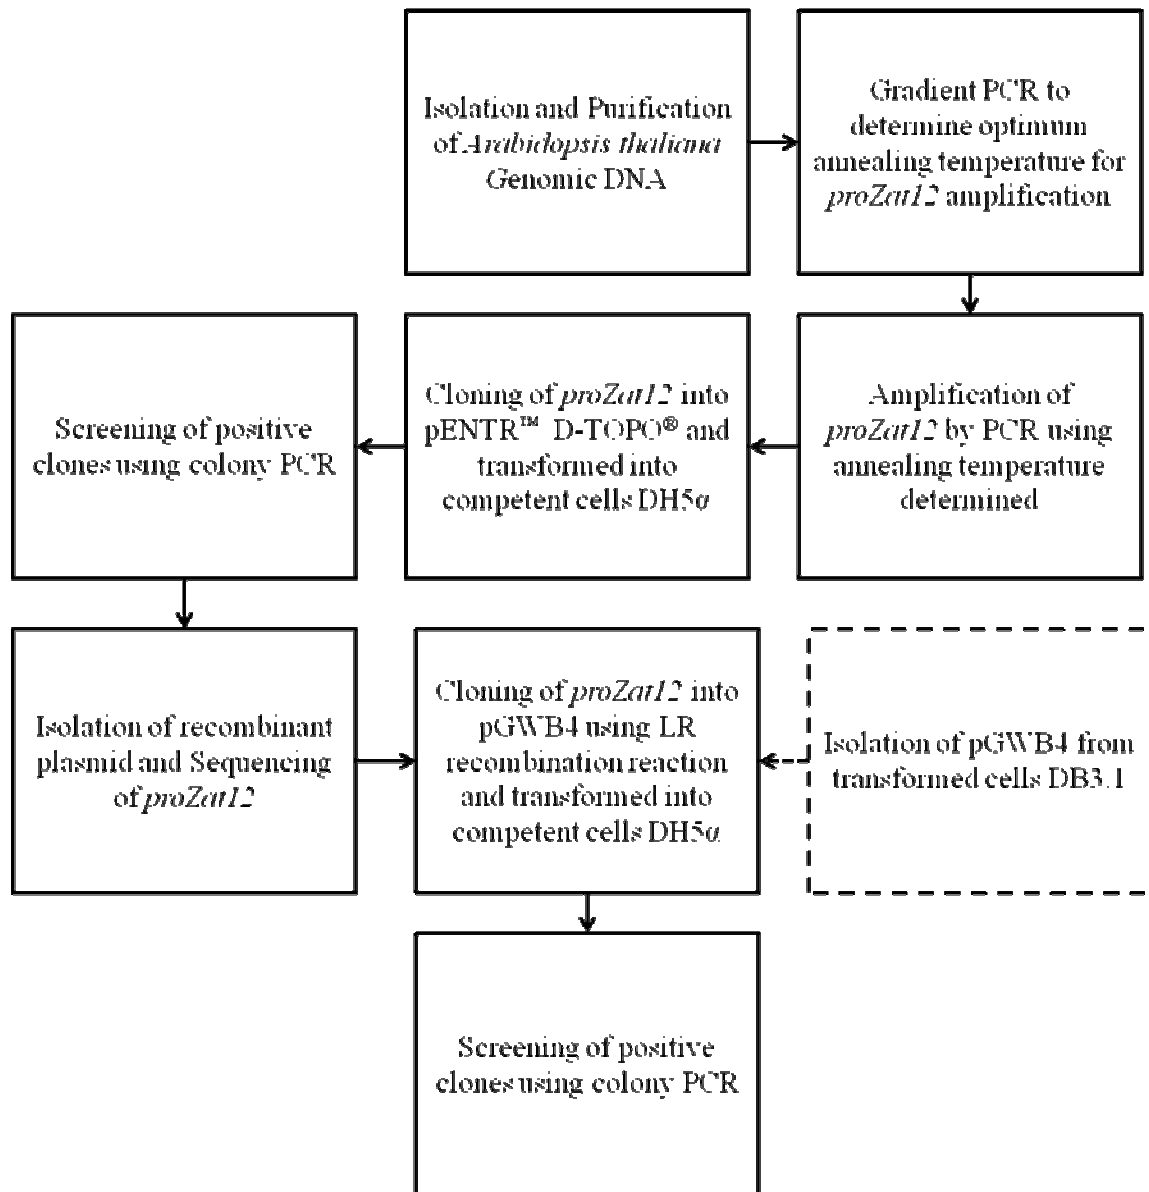 Isolation and Purification
of Arabidopsis thaliana
Genomic DNA
Gradient PCR to
determine optimum
annealing temperature for
proZat12 amplification
Amplification of
proZat12 by PCR using
annealing temperature
determined
Cloning of proZat12 into
pENTR™ D-TOPO® and
transformed into
competent cells DH5α
Screening of positive
clones using colony PCR
Isolation of recombinant
plasmid and Sequencing
of proZat12
Cloning of proZat12 into
pGWB4 using LR
recombination reaction
and transformed into
competent cells DH5α
Isolation of pGWB4 from
transformed cells DB3.1
Screening of positive
clones using colony PCR